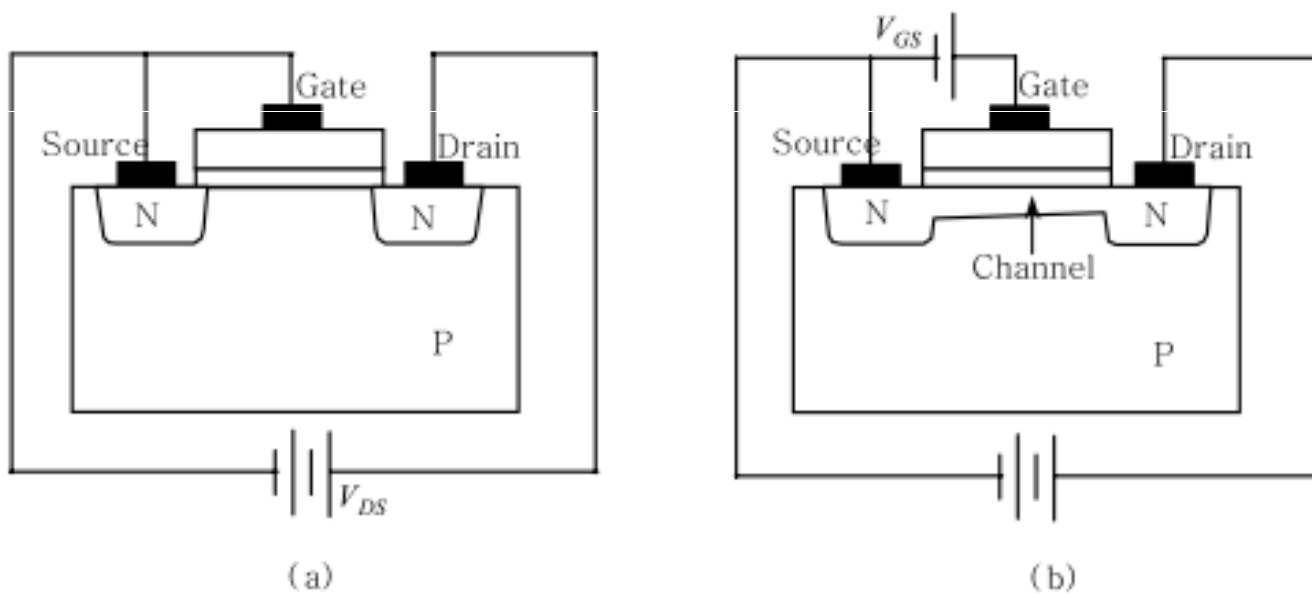 Gate
Source
Drain
N
N
P
V_DS
(a)
V_GS
Gate
Source
Drain
N
N
Channel
P
(b)